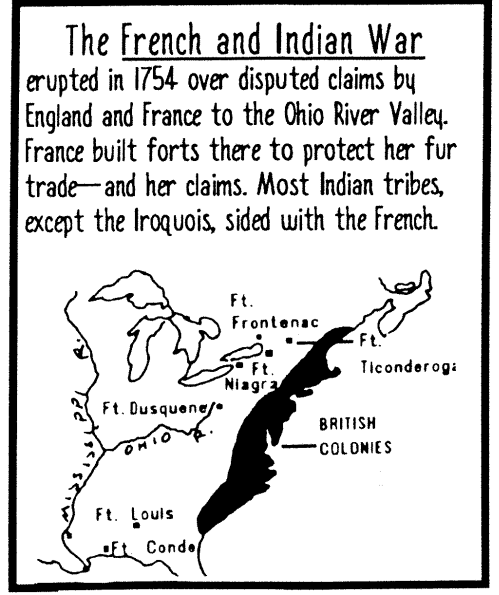 The French and Indian War
erupted in 1754 over disputed claims by
England and France to the Ohio River Valley.
France built forts there to protect her fur
trade—and her claims. Most Indian tribes,
except the Iroquois, sided with the French.
Ft.
Frontenac
Ft.
Ticonderoga
Ft.
Niagra
Ft. Dusquene
OHIO R.
MISSISSIPPI R.
BRITISH
COLONIES
Ft. Louis
Ft. Conde